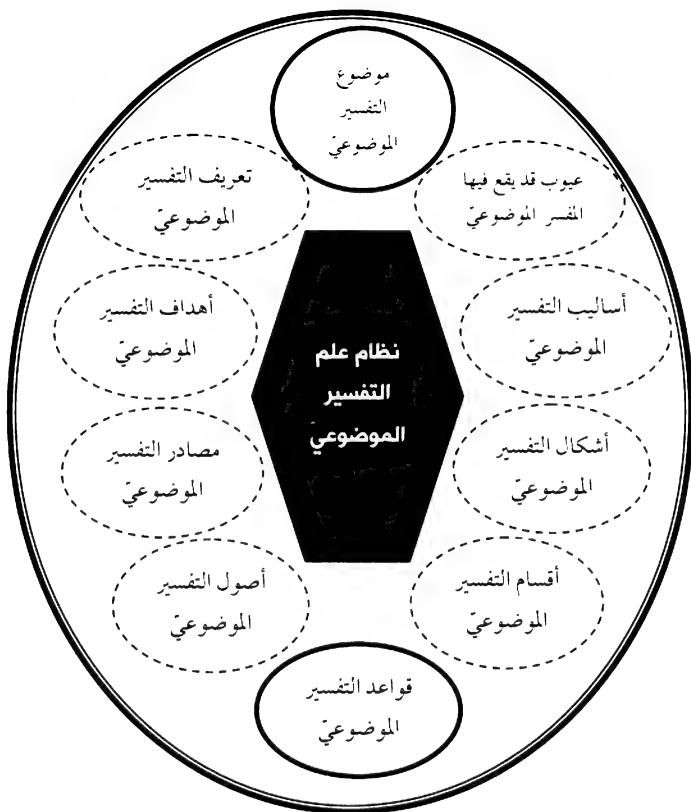 موضوع
التفسير
الموضوعيّ
عيوب قد يقع فيها
المفسر الموضوعيّ
تعريف التفسير
الموضوعيّ
أساليب التفسير
الموضوعيّ
أهداف التفسير
الموضوعيّ
نظام علم
التفسير
الموضوعيّ
أشكال التفسير
الموضوعيّ
مصادر التفسير
الموضوعيّ
أقسام التفسير
الموضوعيّ
أصول التفسير
الموضوعيّ
قواعد التفسير
الموضوعيّ